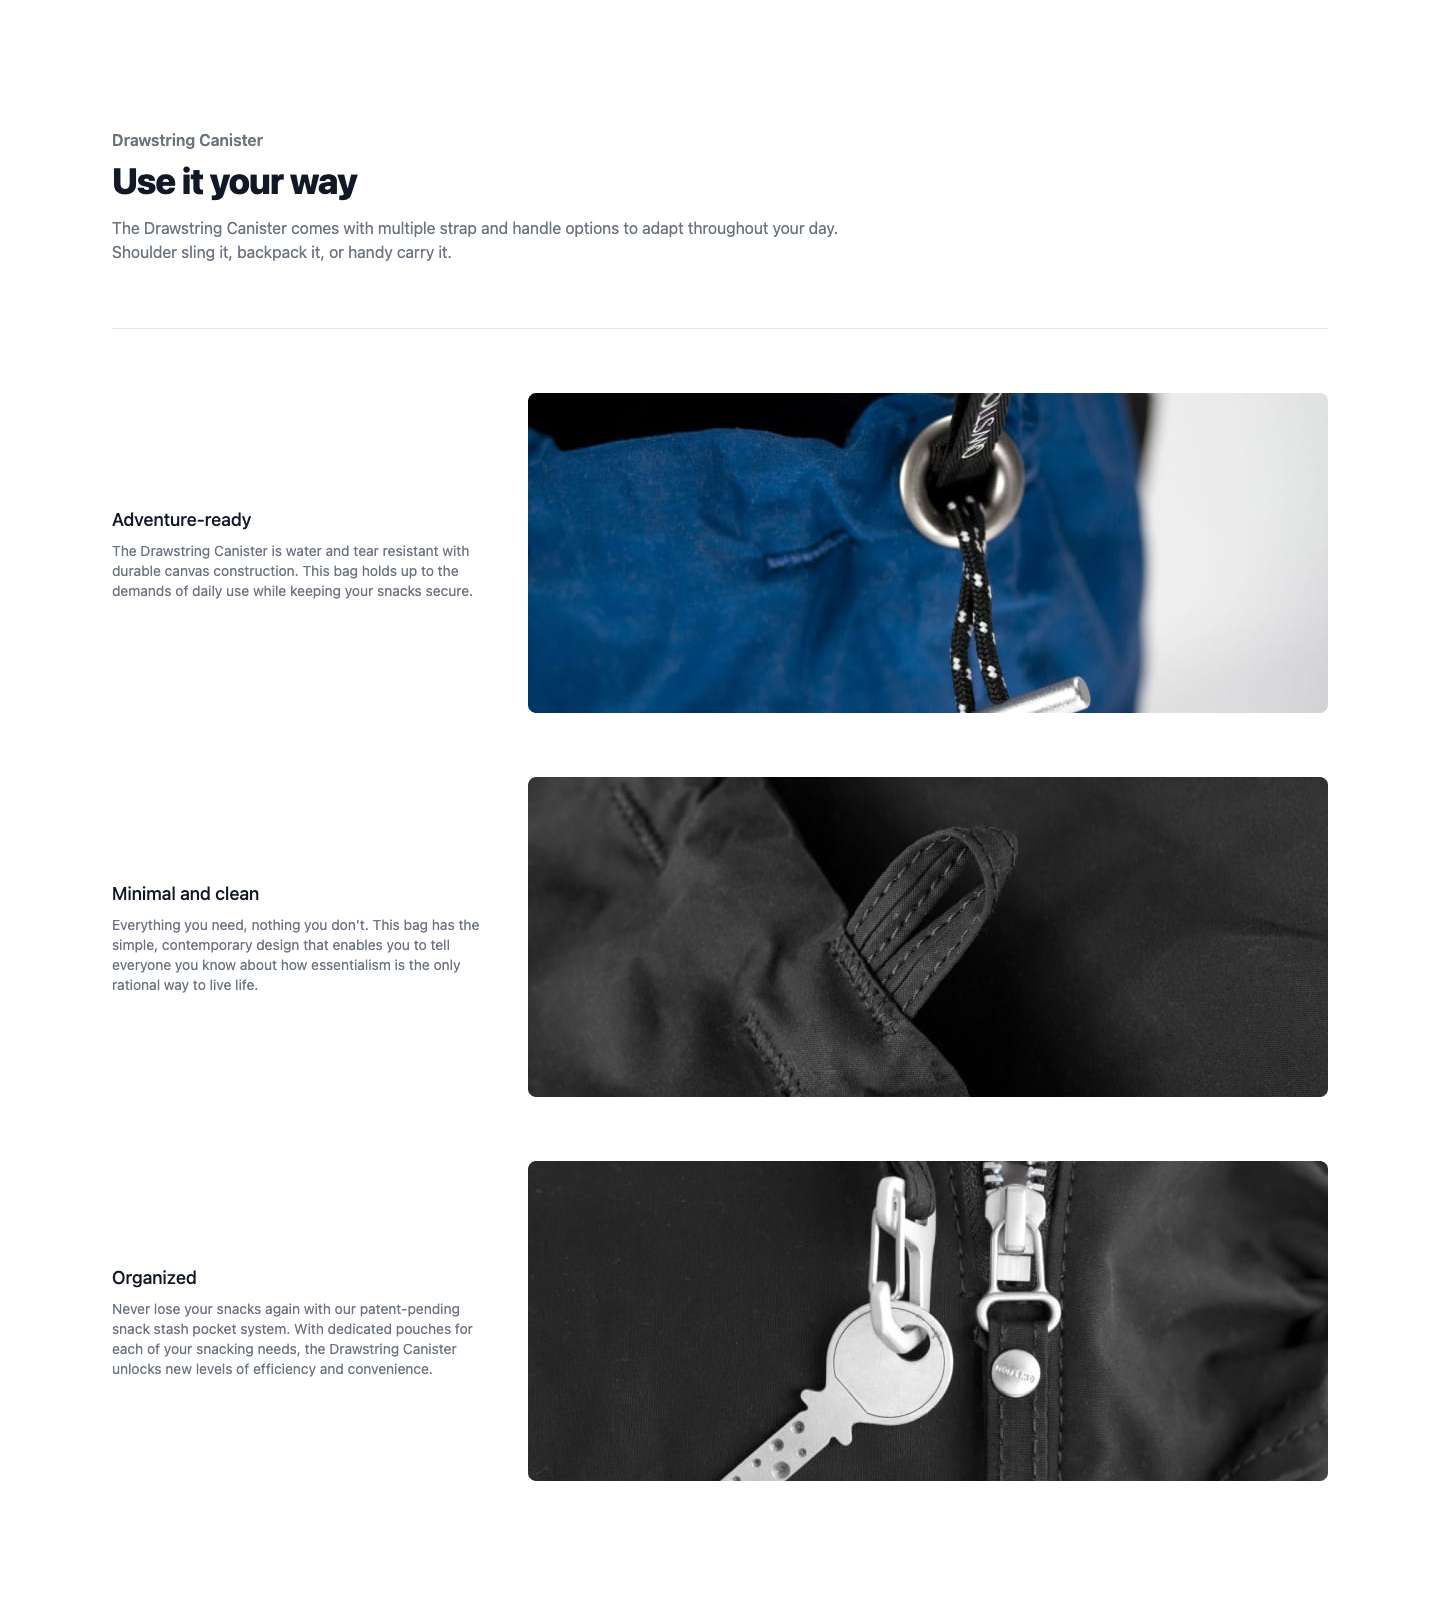 Drawstring Canister
Use it your way
The Drawstring Canister comes with multiple strap and handle options to adapt throughout your day.
Shoulder sling it, backpack it, or handy carry it.
Adventure-ready
The Drawstring Canister is water and tear resistant with
durable canvas construction. This bag holds up to the
demands of daily use while keeping your snacks secure.
Minimal and clean
Everything you need, nothing you don't. This bag has the
simple, contemporary design that enables you to tell
everyone you know about how essentialism is the only
rational way to live life.
Organized
Never lose your snacks again with our patent-pending
snack stash pocket system. With dedicated pouches for
each of your snacking needs, the Drawstring Canister
unlocks new levels of efficiency and convenience.